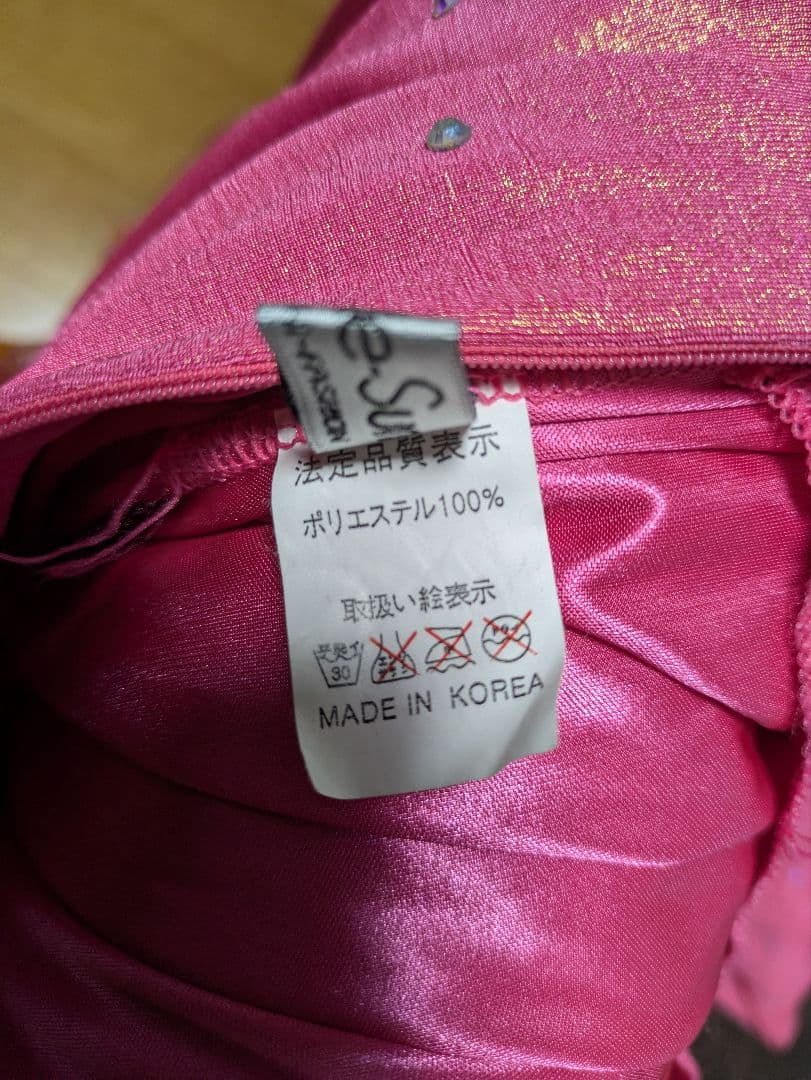 e-Su
法定品質表示
ポリエステル100%
取扱い絵表示
30
MADE IN KOREA